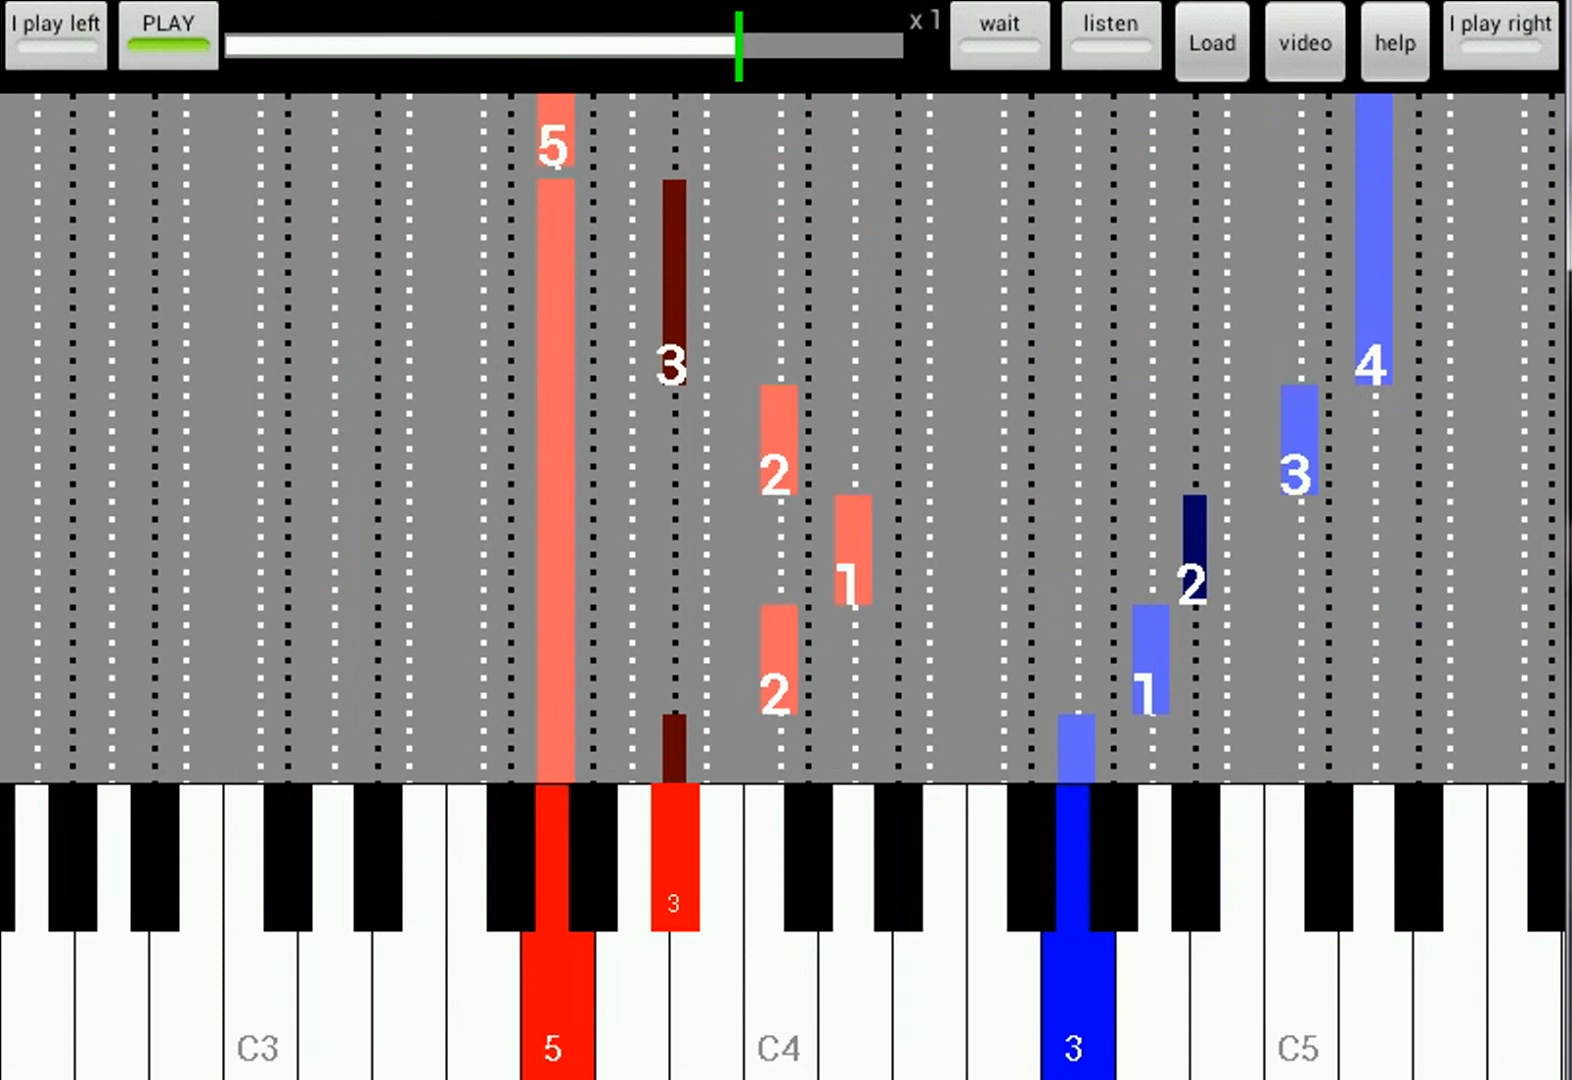 I play left
PLAY
x 1
wait
listen
Load
video
help
I play right
5
3
4
2
3
1
2
2
1
3
C3
5
C4
3
C5